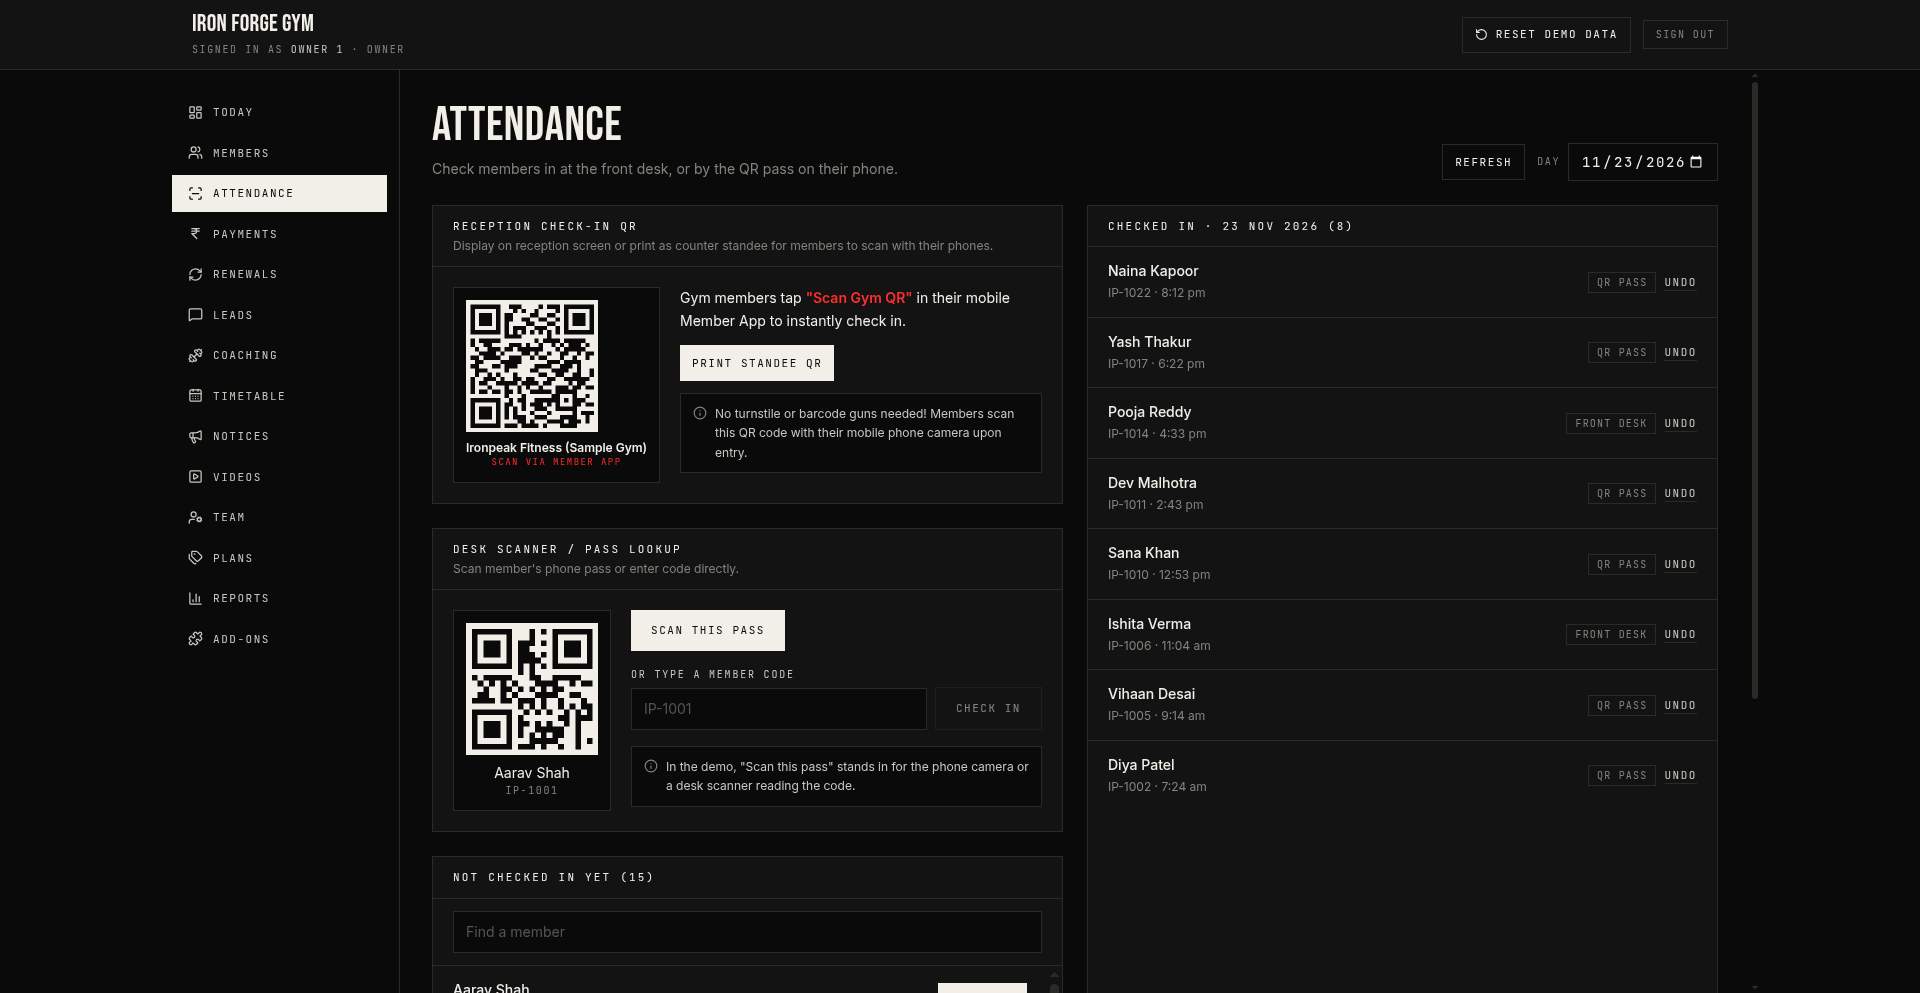 IRON FORGE GYM
SIGNED IN AS OWNER 1 · OWNER
RESET DEMO DATA
SIGN OUT
TODAY
MEMBERS
ATTENDANCE
PAYMENTS
RENEWALS
LEADS
COACHING
TIMETABLE
NOTICES
VIDEOS
TEAM
PLANS
REPORTS
ADD-ONS
ATTENDANCE
Check members in at the front desk, or by the QR pass on their phone.
REFRESH
DAY
11/23/2026
RECEPTION CHECK-IN QR
Display on reception screen or print as counter standee for members to scan with their phones.
Ironpeak FItness (Sample Gym)
SCAN VIA MEMBER APP
Gym members tap "Scan Gym QR" in their mobile
Member App to instantly check in.
PRINT STANDEE QR
No turnstile or barcode guns needed! Members scan
this QR code with their mobile phone camera upon
entry.
DESK SCANNER / PASS LOOKUP
Scan member's phone pass or enter code directly.
Aarav Shah
IP-1001
SCAN THIS PASS
OR TYPE A MEMBER CODE
IP-1001
CHECK IN
In the demo, "Scan this pass" stands in for the phone camera or
a desk scanner reading the code.
NOT CHECKED IN YET (15)
Find a member
Aarav Shah
CHECKED IN · 23 NOV 2026 (8)
Naina Kapoor
IP-1022 · 8:12 pm
QR PASS
UNDO
Yash Thakur
IP-1017 · 6:22 pm
QR PASS
UNDO
Pooja Reddy
IP-1014 · 4:33 pm
FRONT DESK
UNDO
Dev Malhotra
IP-1011 · 2:43 pm
QR PASS
UNDO
Sana Khan
IP-1010 · 12:53 pm
QR PASS
UNDO
Ishita Verma
IP-1006 · 11:04 am
FRONT DESK
UNDO
Vihaan Desai
IP-1005 · 9:14 am
QR PASS
UNDO
Diya Patel
IP-1002 · 7:24 am
QR PASS
UNDO